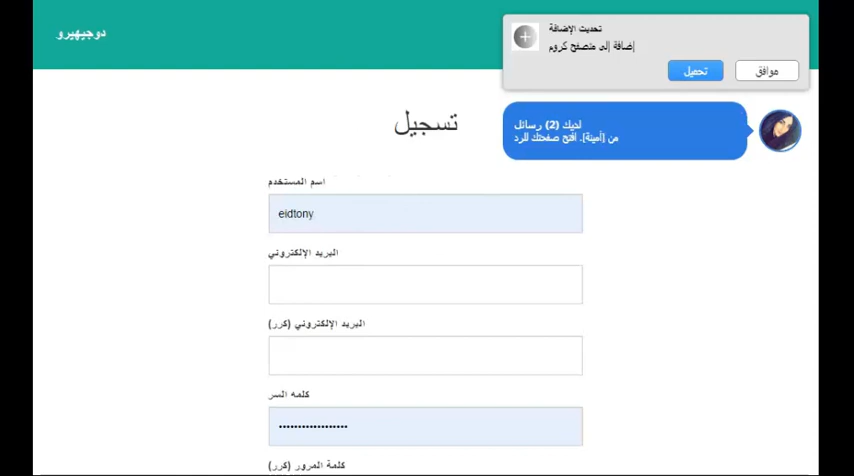 دوجيهيرو
تحديث الإضافة
إضافة إلى متصفح كروم
تحميل
موافق
لديك (2) رسائل
من [أمينة]. افتح صفحتك للرد
تسجيل
اسم المستخدم
eidtony
البريد الإلكتروني
البريد الإلكتروني (كرر)
كلمه السر
••••••••••••••••••
كلمة المرور (كرر)